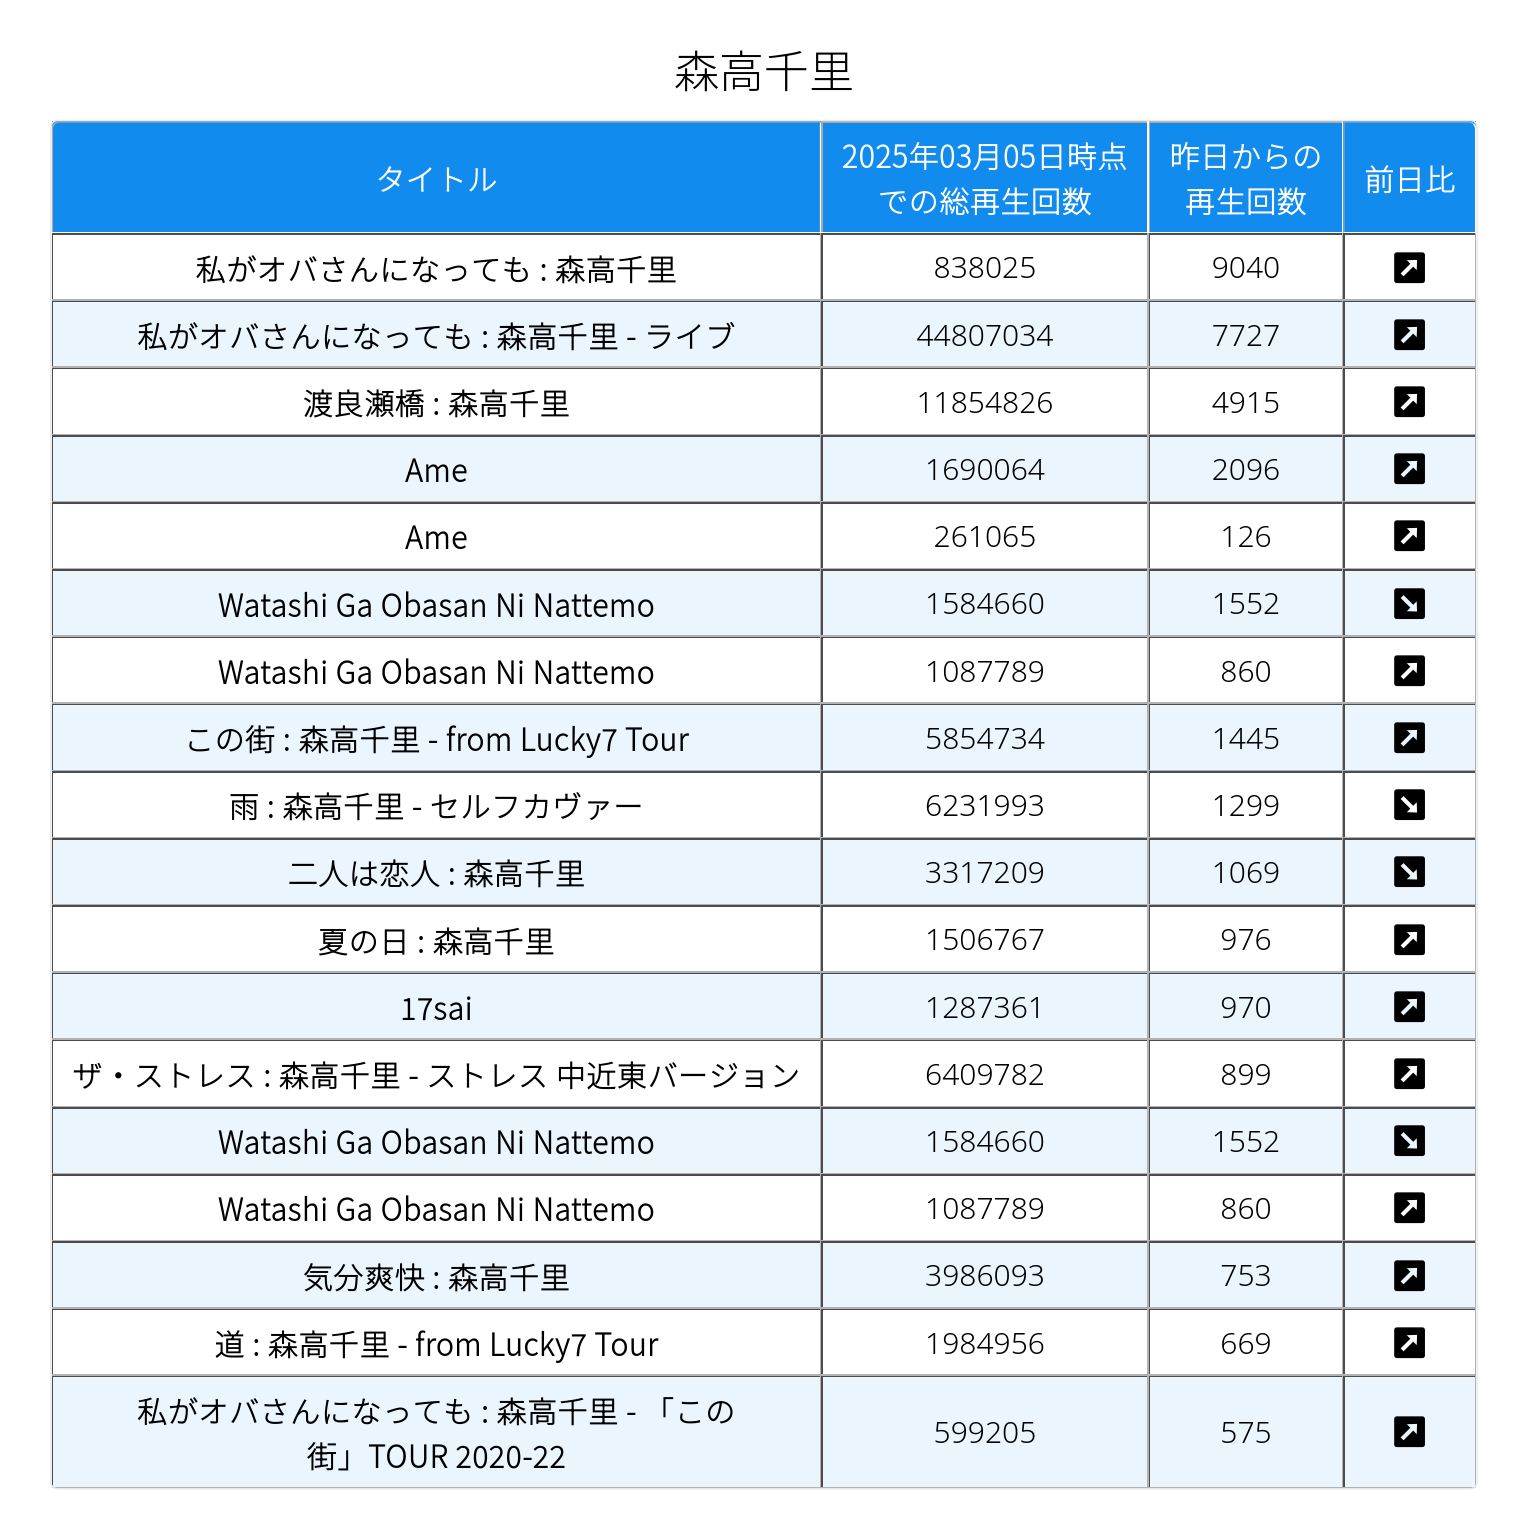 森高千里
タイトル
2025年03月05日時点
での総再生回数
昨日からの
再生回数
前日比
私がオバさんになっても : 森高千里 838025 9040
私がオバさんになっても : 森高千里 - ライブ 44807034 7727
渡良瀬橋 : 森高千里 11854826 4915
Ame 1690064 2096
Ame 261065 126
Watashi Ga Obasan Ni Nattemo 1584660 1552
Watashi Ga Obasan Ni Nattemo 1087789 860
この街 : 森高千里 - from Lucky7 Tour 5854734 1445
雨 : 森高千里 - セルフカヴァー 6231993 1299
二人は恋人 : 森高千里 3317209 1069
夏の日 : 森高千里 1506767 976
17sai 1287361 970
ザ・ストレス : 森高千里 - ストレス 中近東バージョン 6409782 899
Watashi Ga Obasan Ni Nattemo 1584660 1552
Watashi Ga Obasan Ni Nattemo 1087789 860
気分爽快 : 森高千里 3986093 753
道 : 森高千里 - from Lucky7 Tour 1984956 669
私がオバさんになっても : 森高千里 - 「この
街」TOUR 2020-22 599205 575